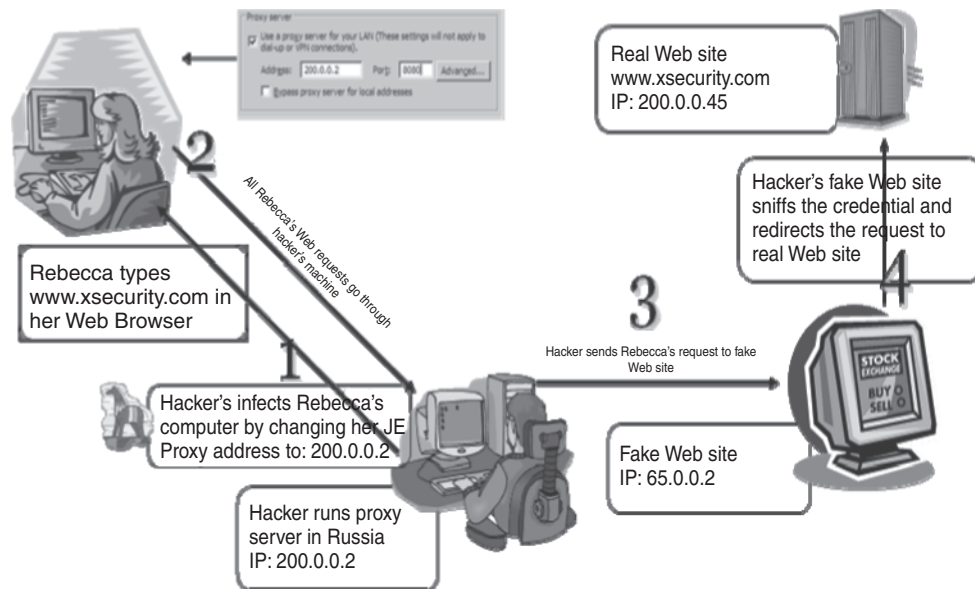 Proxy server
Use a proxy server for your LAN (These settings will not apply to
dial-up or VPN connections).
Address: 200.0.0.2 Port: 8080 Advanced...
Bypass proxy server for local addresses
Real Web site
www.xsecurity.com
IP: 200.0.0.45
2
All Rebecca's Web requests go through
hacker's machine
Hacker's fake Web site
sniffs the credential and
redirects the request to
real Web site
4
Rebecca types
www.xsecurity.com in
her Web Browser
3
Hacker sends Rebecca's request to fake
Web site
STOCK
EXCHANGE
BUY
SELL
1
Hacker's infects Rebecca's
computer by changing her JE
Proxy address to: 200.0.0.2
Fake Web site
IP: 65.0.0.2
Hacker runs proxy
server in Russia
IP: 200.0.0.2